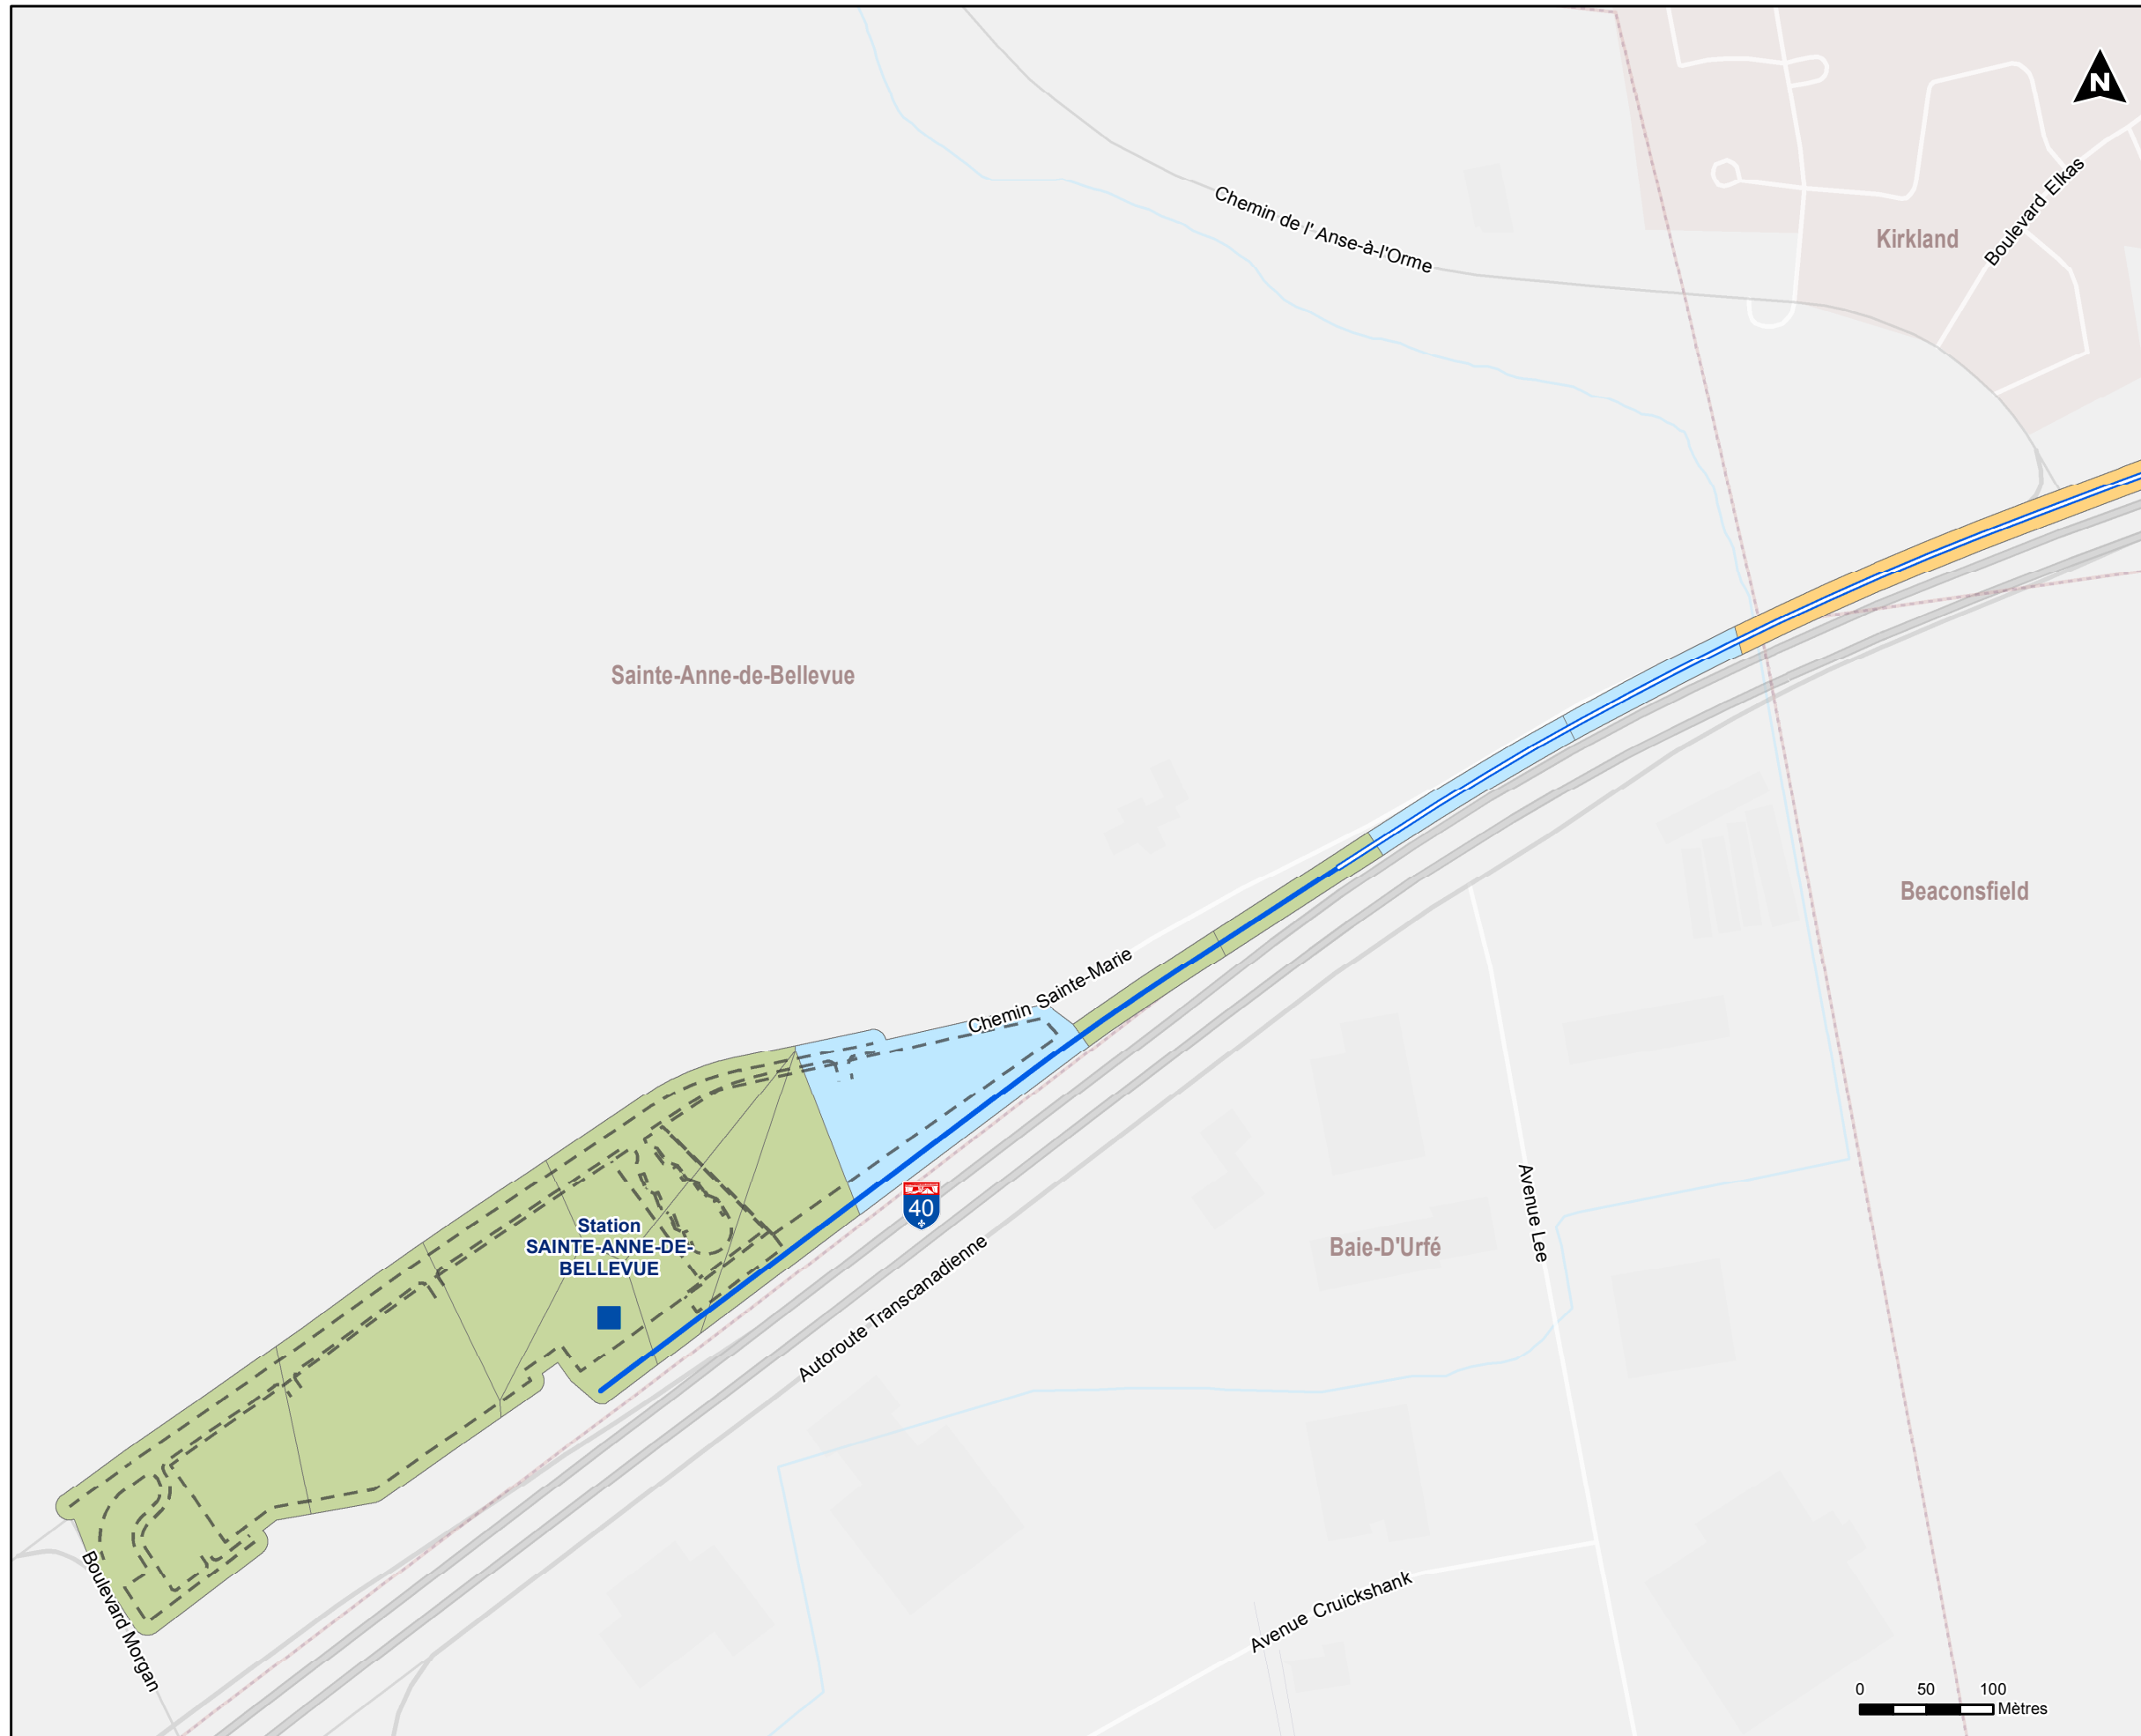 N
Chemin de l' Anse-à-l'Orme
Kirkland
Boulevard Elkas
Sainte-Anne-de-Bellevue
Beaconsfield
Chemin Sainte-Marie
40
Station
SAINTE-ANNE-DE-
BELLEVUE
Baie-D'Urfé
Avenue Lee
Autoroute Transcanadienne
Boulevard Morgan
Avenue Cruickshank
0 50 100
Mètres